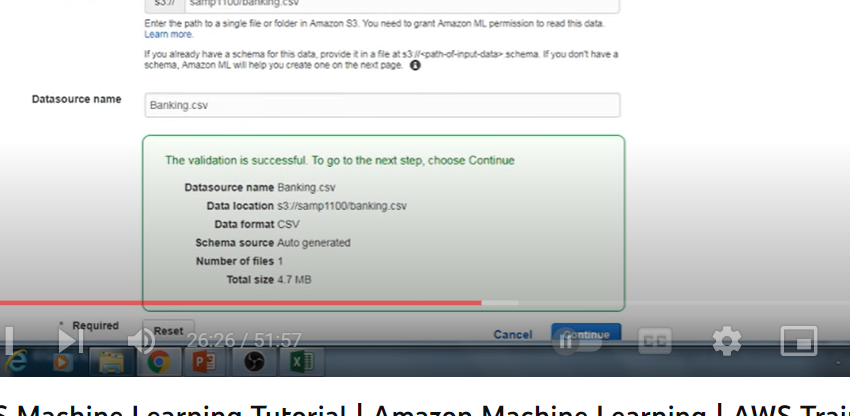 s3:// samp1100/banking.csv
Enter the path to a single file or folder in Amazon S3. You need to grant Amazon ML permission to read this data.
Learn more.
If you already have a schema for this data, provide it in a file at s3://<path-of-input-data>.schema. If you don't have a
schema, Amazon ML will help you create one on the next page.
Datasource name Banking.csv
The validation is successful. To go to the next step, choose Continue
Datasource name Banking.csv
Data location s3://samp1100/banking.csv
Data format CSV
Schema source Auto generated
Number of files 1
Total size 4.7 MB
* Required Reset Cancel Continue
26:26 / 51:57 CC
S Machine Learning Tutorial | Amazon Machine Learning | AWS Trai